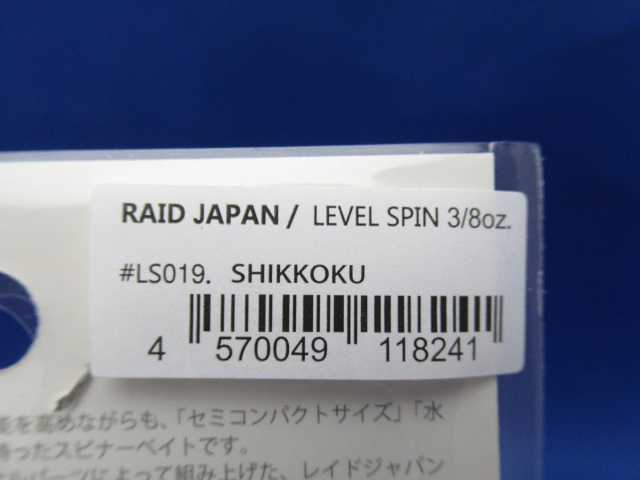 RAID JAPAN / LEVEL SPIN 3/8oz.
#LS019. SHIKKOKU
4 570049 118241
を高めながらも、「セミコンパクトサイズ」「水
持ったスピナーベイトです。
ルパーツによって組み上げた、レイドジャパン